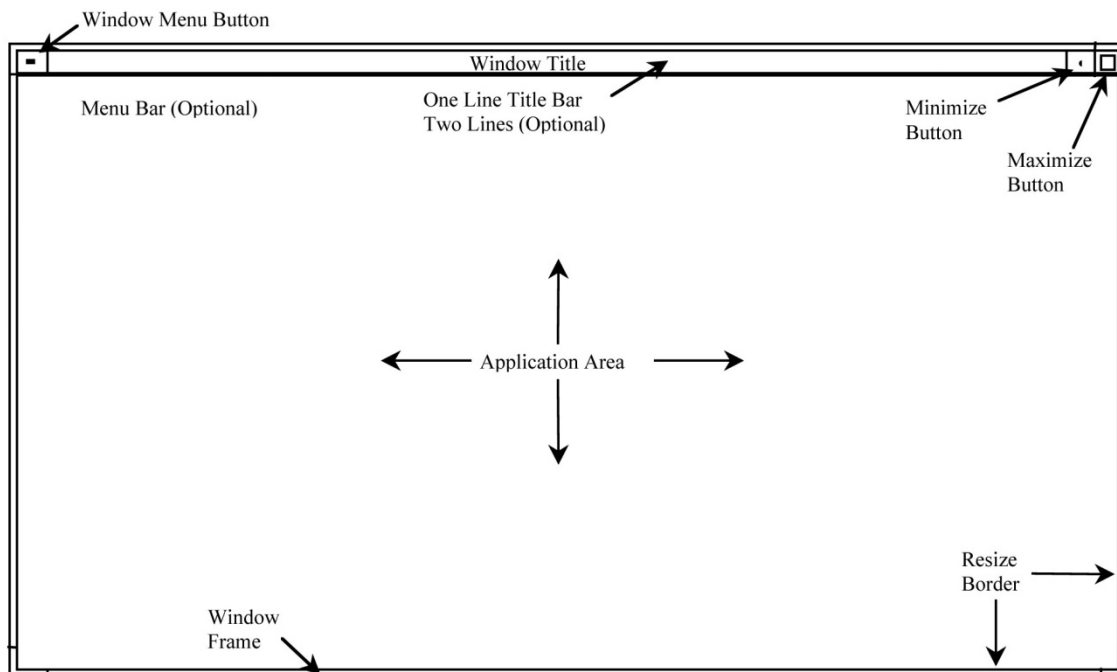 Window Menu Button
Window Title
Menu Bar (Optional)
One Line Title Bar
Two Lines (Optional)
Minimize
Button
Maximize
Button
Application Area
Resize
Border
Window
Frame